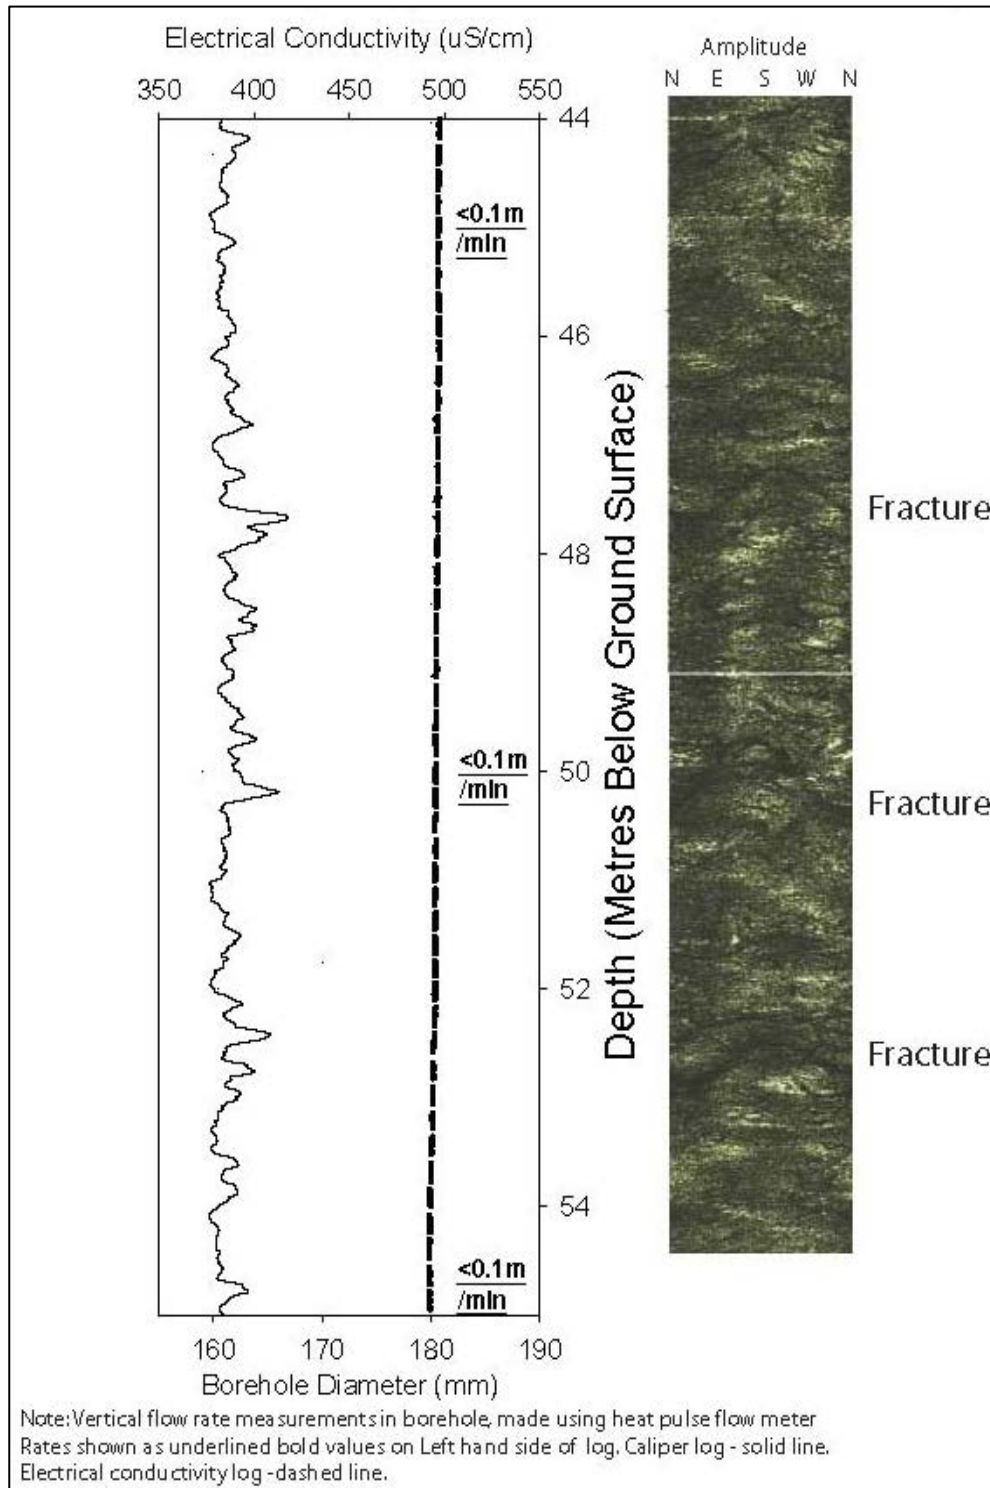 Electrical Conductivity (uS/cm)
350 400 450 500 550
Amplitude
N E S W N
44
<0.1m
/min
46
Fracture
48
Depth (Metres Below Ground Surface)
<0.1m
/min
50
Fracture
52
Fracture
54
<0.1m
/min
160 170 180 190
Borehole Diameter (mm)
Note: Vertical flow rate measurements in borehole, made using heat pulse flow meter
Rates shown as underlined bold values on Left hand side of log. Caliper log - solid line.
Electrical conductivity log - dashed line.